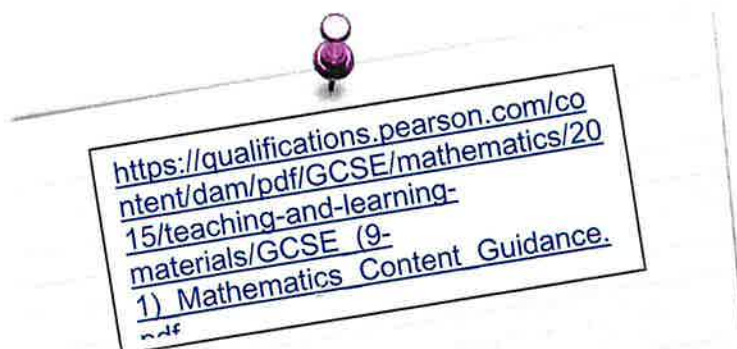 https://qualifications.pearson.com/co
ntent/dam/pdf/GCSE/mathematics/20
15/teaching-and-learning-
materials/GCSE_(9-
1)_Mathematics_Content_Guidance.
pdf